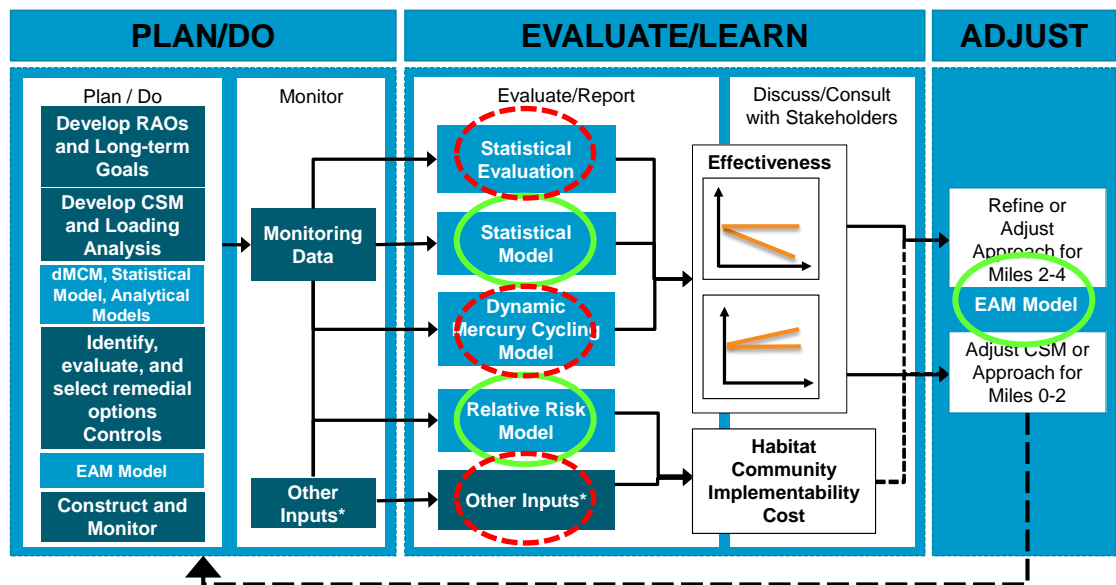 PLAN/DO
EVALUATE/LEARN
ADJUST
Plan / Do
Develop RAOs
and Long-term
Goals
Develop CSM
and Loading
Analysis
dMCM, Statistical
Model, Analytical
Models
Identify,
evaluate, and
select remedial
options
Controls
EAM Model
Construct and
Monitor
Monitor
Monitoring
Data
Other
Inputs*
Evaluate/Report
Statistical
Evaluation
Statistical
Model
Dynamic
Mercury Cycling
Model
Relative Risk
Model
Other Inputs*
Discuss/Consult
with Stakeholders
Effectiveness
Habitat
Community
Implementability
Cost
Refine or
Adjust
Approach for
Miles 2-4
EAM Model
Adjust CSM or
Approach for
Miles 0-2